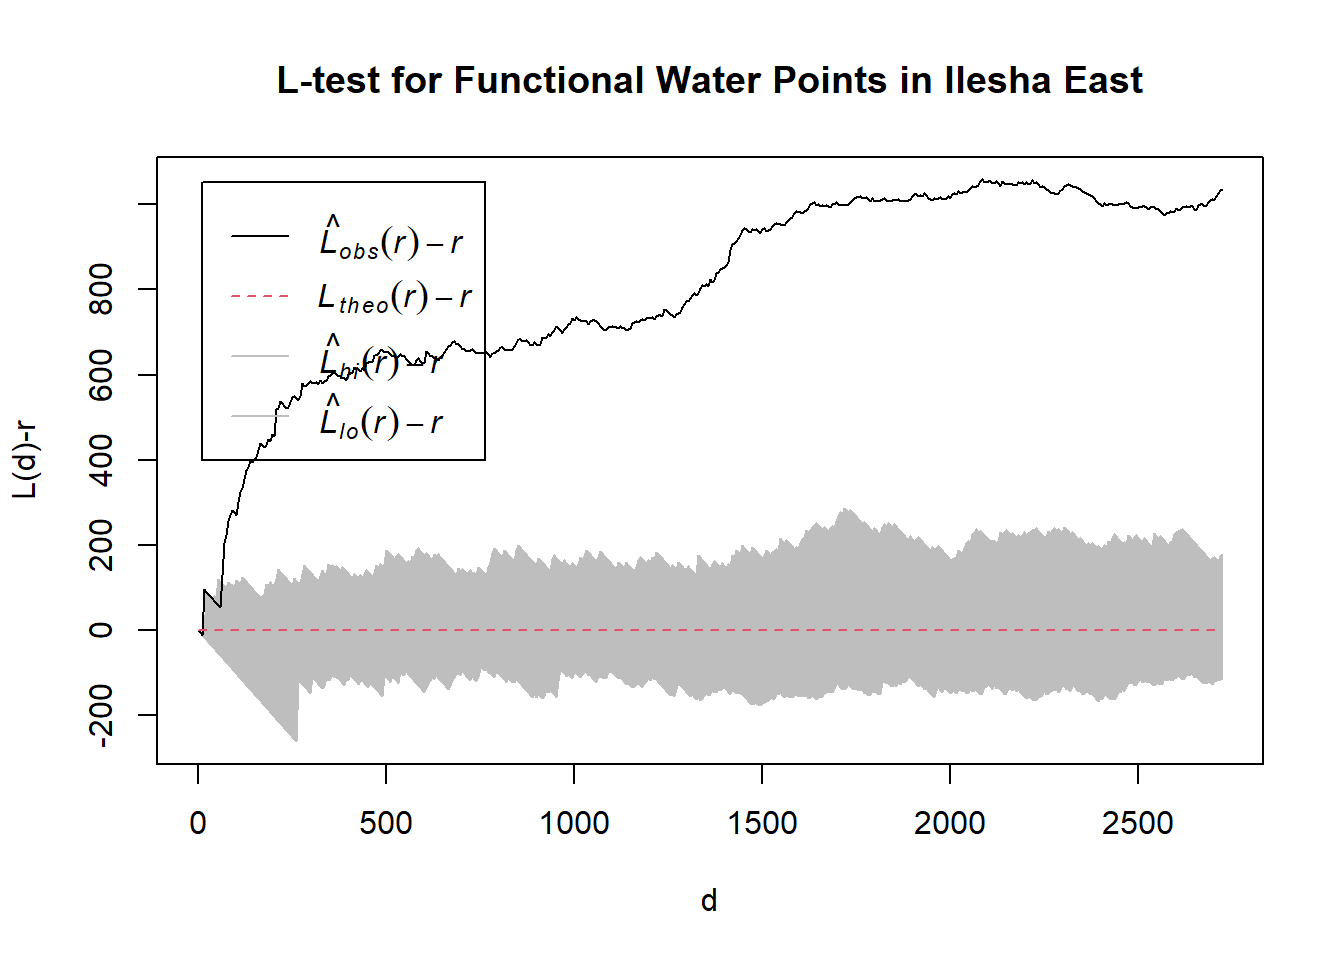 L-test for Functional Water Points in Ilesha East
L̂obs(r) – r
Ltheo(r) – r
L̂hi(r) – r
L̂lo(r) – r
L(d)-r
800
600
400
200
0
-200
0 500 1000 1500 2000 2500
d